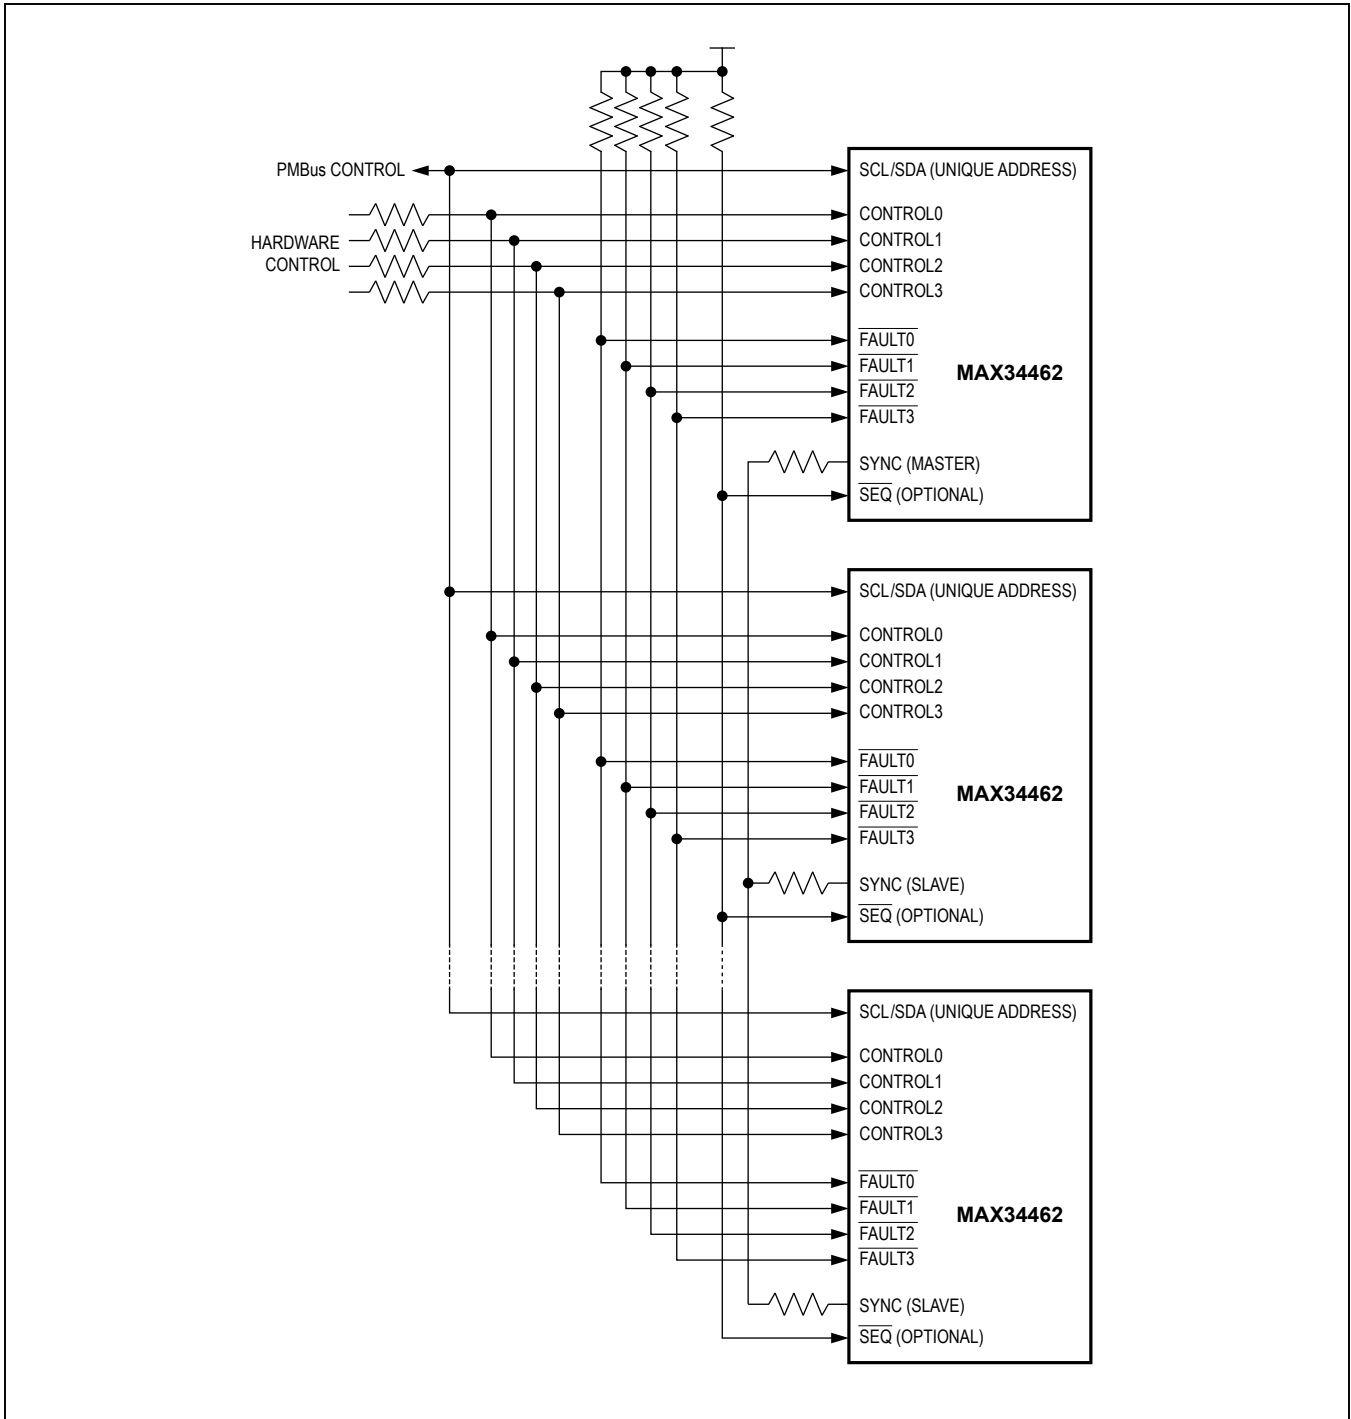 PMBus CONTROL
HARDWARE
CONTROL
SCL/SDA (UNIQUE ADDRESS)
CONTROL0
CONTROL1
CONTROL2
CONTROL3
FAULT0
FAULT1
MAX34462
FAULT2
FAULT3
SYNC (MASTER)
SEQ (OPTIONAL)
SCL/SDA (UNIQUE ADDRESS)
CONTROL0
CONTROL1
CONTROL2
CONTROL3
FAULT0
FAULT1
MAX34462
FAULT2
FAULT3
SYNC (SLAVE)
SEQ (OPTIONAL)
SCL/SDA (UNIQUE ADDRESS)
CONTROL0
CONTROL1
CONTROL2
CONTROL3
FAULT0
FAULT1
MAX34462
FAULT2
FAULT3
SYNC (SLAVE)
SEQ (OPTIONAL)